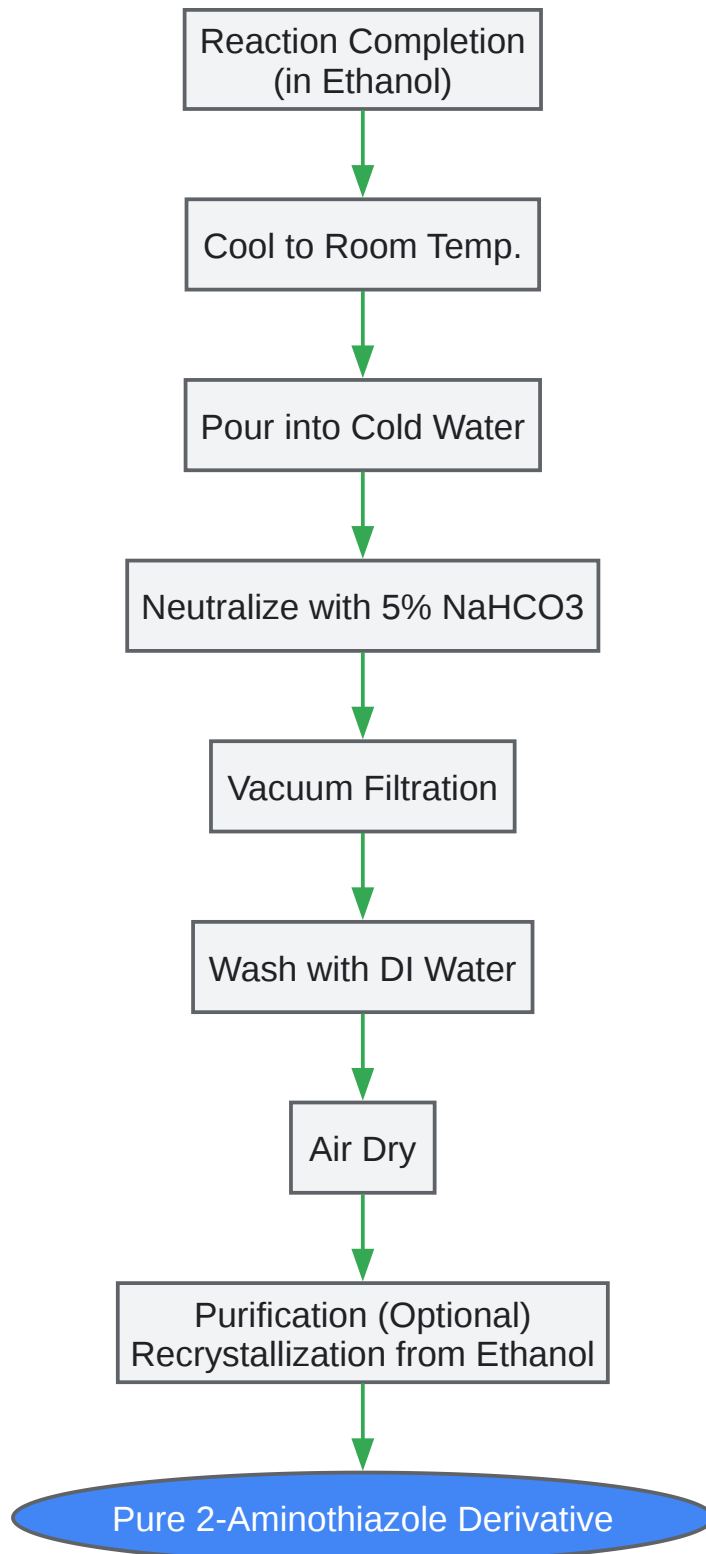 Reaction Completion
(in Ethanol)
Cool to Room Temp.
Pour into Cold Water
Neutralize with 5% NaHCO3
Vacuum Filtration
Wash with DI Water
Air Dry
Purification (Optional)
Recrystallization from Ethanol
Pure 2-Aminothiazole Derivative